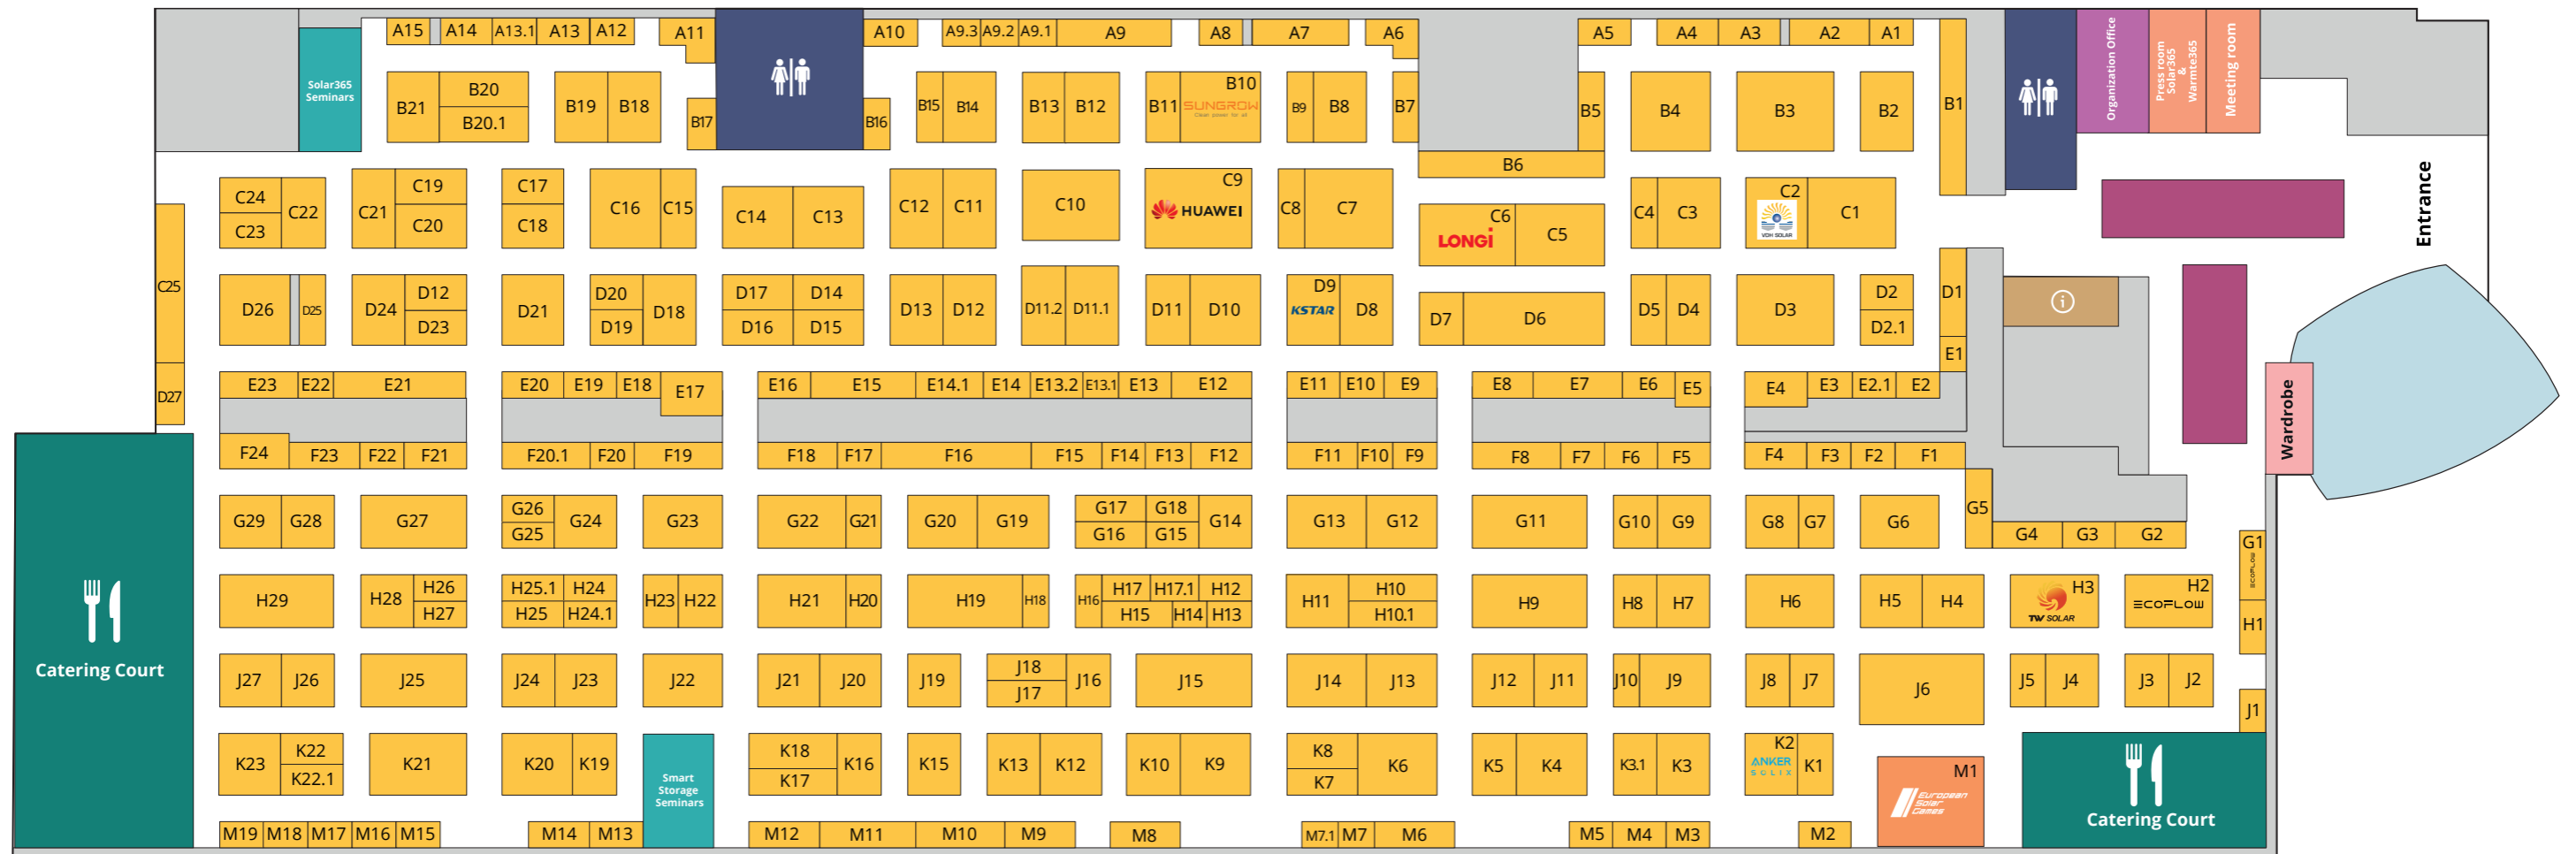 A15 A14 A13.1 A13 A12 A11 A10 A9.3 A9.2 A9.1 A9 A8 A7 A6 A5 A4 A3 A2 A1
Solar365
Seminars
B21 B20 B20.1 B19 B18 B17 B16 B15 B14 B13 B12 B11 B10 B9 B8 B7 B5 B4 B3 B2 B1
SUNGROW
Clean power for all
B6
Organization Office
Press room
Solar365
&
Warmte365
Meeting room
Entrance
C24 C23 C22 C21 C19 C20 C17 C18 C16 C15 C14 C13 C12 C11 C10 C9 C8 C7 C6 C5 C4 C3 C2 C1
HUAWEI
LONGi
VDH SOLAR
C25
D26 D25 D24 D12 D23 D21 D20 D19 D18 D17 D16 D14 D15 D13 D12 D11.2 D11.1 D11 D10 D9 D8 D7 D6 D5 D4 D3 D2 D2.1 D1
KSTAR
D27
E23 E22 E21 E20 E19 E18 E17 E16 E15 E14.1 E14 E13.2 E13.1 E13 E12 E11 E10 E9 E8 E7 E6 E5 E4 E3 E2.1 E2 E1
Wardrobe
F24 F23 F22 F21 F20.1 F20 F19 F18 F17 F16 F15 F14 F13 F12 F11 F10 F9 F8 F7 F6 F5 F4 F3 F2 F1
G29 G28 G27 G26 G25 G24 G23 G22 G21 G20 G19 G17 G16 G18 G15 G14 G13 G12 G11 G10 G9 G8 G7 G6 G5 G4 G3 G2 G1
ECOFLOW
H29 H28 H26 H27 H25.1 H25 H24 H24.1 H23 H22 H21 H20 H19 H18 H16 H17 H17.1 H12 H15 H14 H13 H11 H10 H10.1 H9 H8 H7 H6 H5 H4 H3 H2 H1
TW SOLAR
ECOFLOW
Catering Court
J27 J26 J25 J24 J23 J22 J21 J20 J19 J18 J17 J16 J15 J14 J13 J12 J11 J10 J9 J8 J7 J6 J5 J4 J3 J2 J1
K23 K22 K22.1 K21 K20 K19 K18 K17 K16 K15 K13 K12 K10 K9 K8 K7 K6 K5 K4 K3.1 K3 K2 K1
Smart
Storage
Seminars
ANKER
SOLIX
M1
European
Solar
Games
Catering Court
M19 M18 M17 M16 M15 M14 M13 M12 M11 M10 M9 M8 M7.1 M7 M6 M5 M4 M3 M2